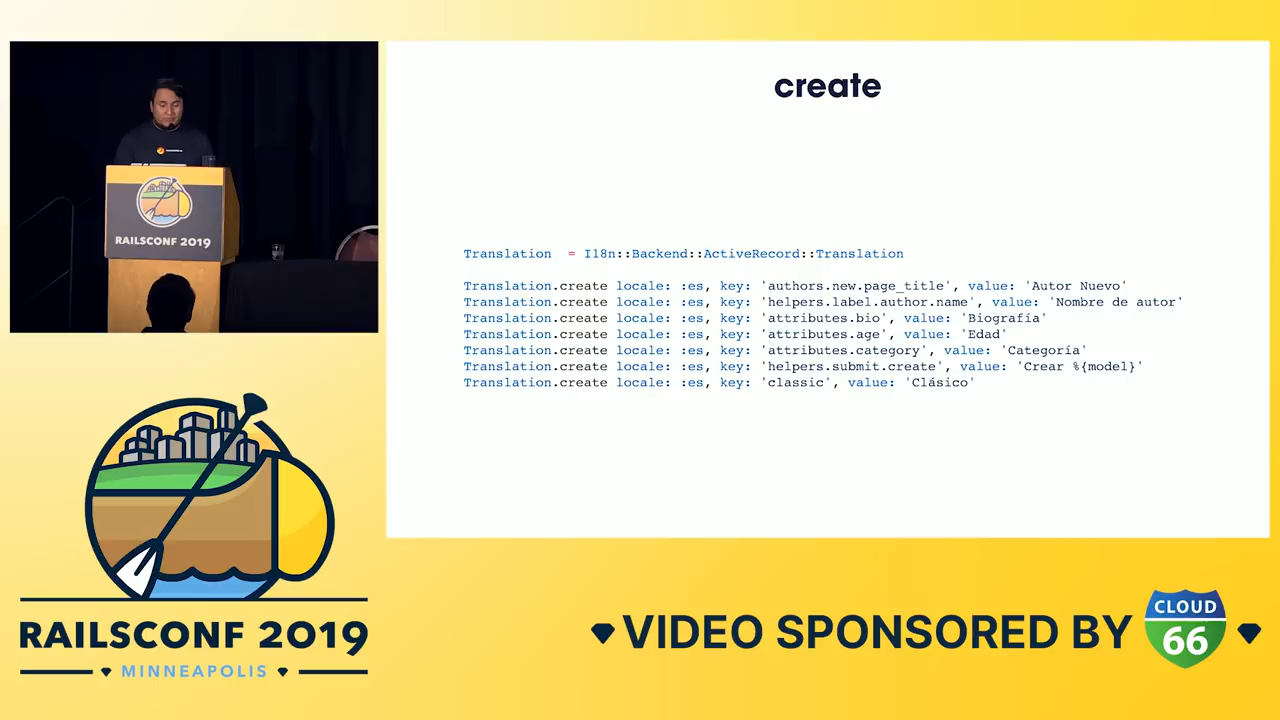 create
Translation = I18n::Backend::ActiveRecord::Translation
Translation.create locale: :es, key: 'authors.new.page_title', value: 'Autor Nuevo'
Translation.create locale: :es, key: 'helpers.label.author.name', value: 'Nombre de autor'
Translation.create locale: :es, key: 'attributes.bio', value: 'Biografía'
Translation.create locale: :es, key: 'attributes.age', value: 'Edad'
Translation.create locale: :es, key: 'attributes.category', value: 'Categoría'
Translation.create locale: :es, key: 'helpers.submit.create', value: 'Crear %{model}'
Translation.create locale: :es, key: 'classic', value: 'Clásico'
RAILSCONF 2019
RAILSCONF 2019
MINNEAPOLIS
VIDEO SPONSORED BY
CLOUD
66